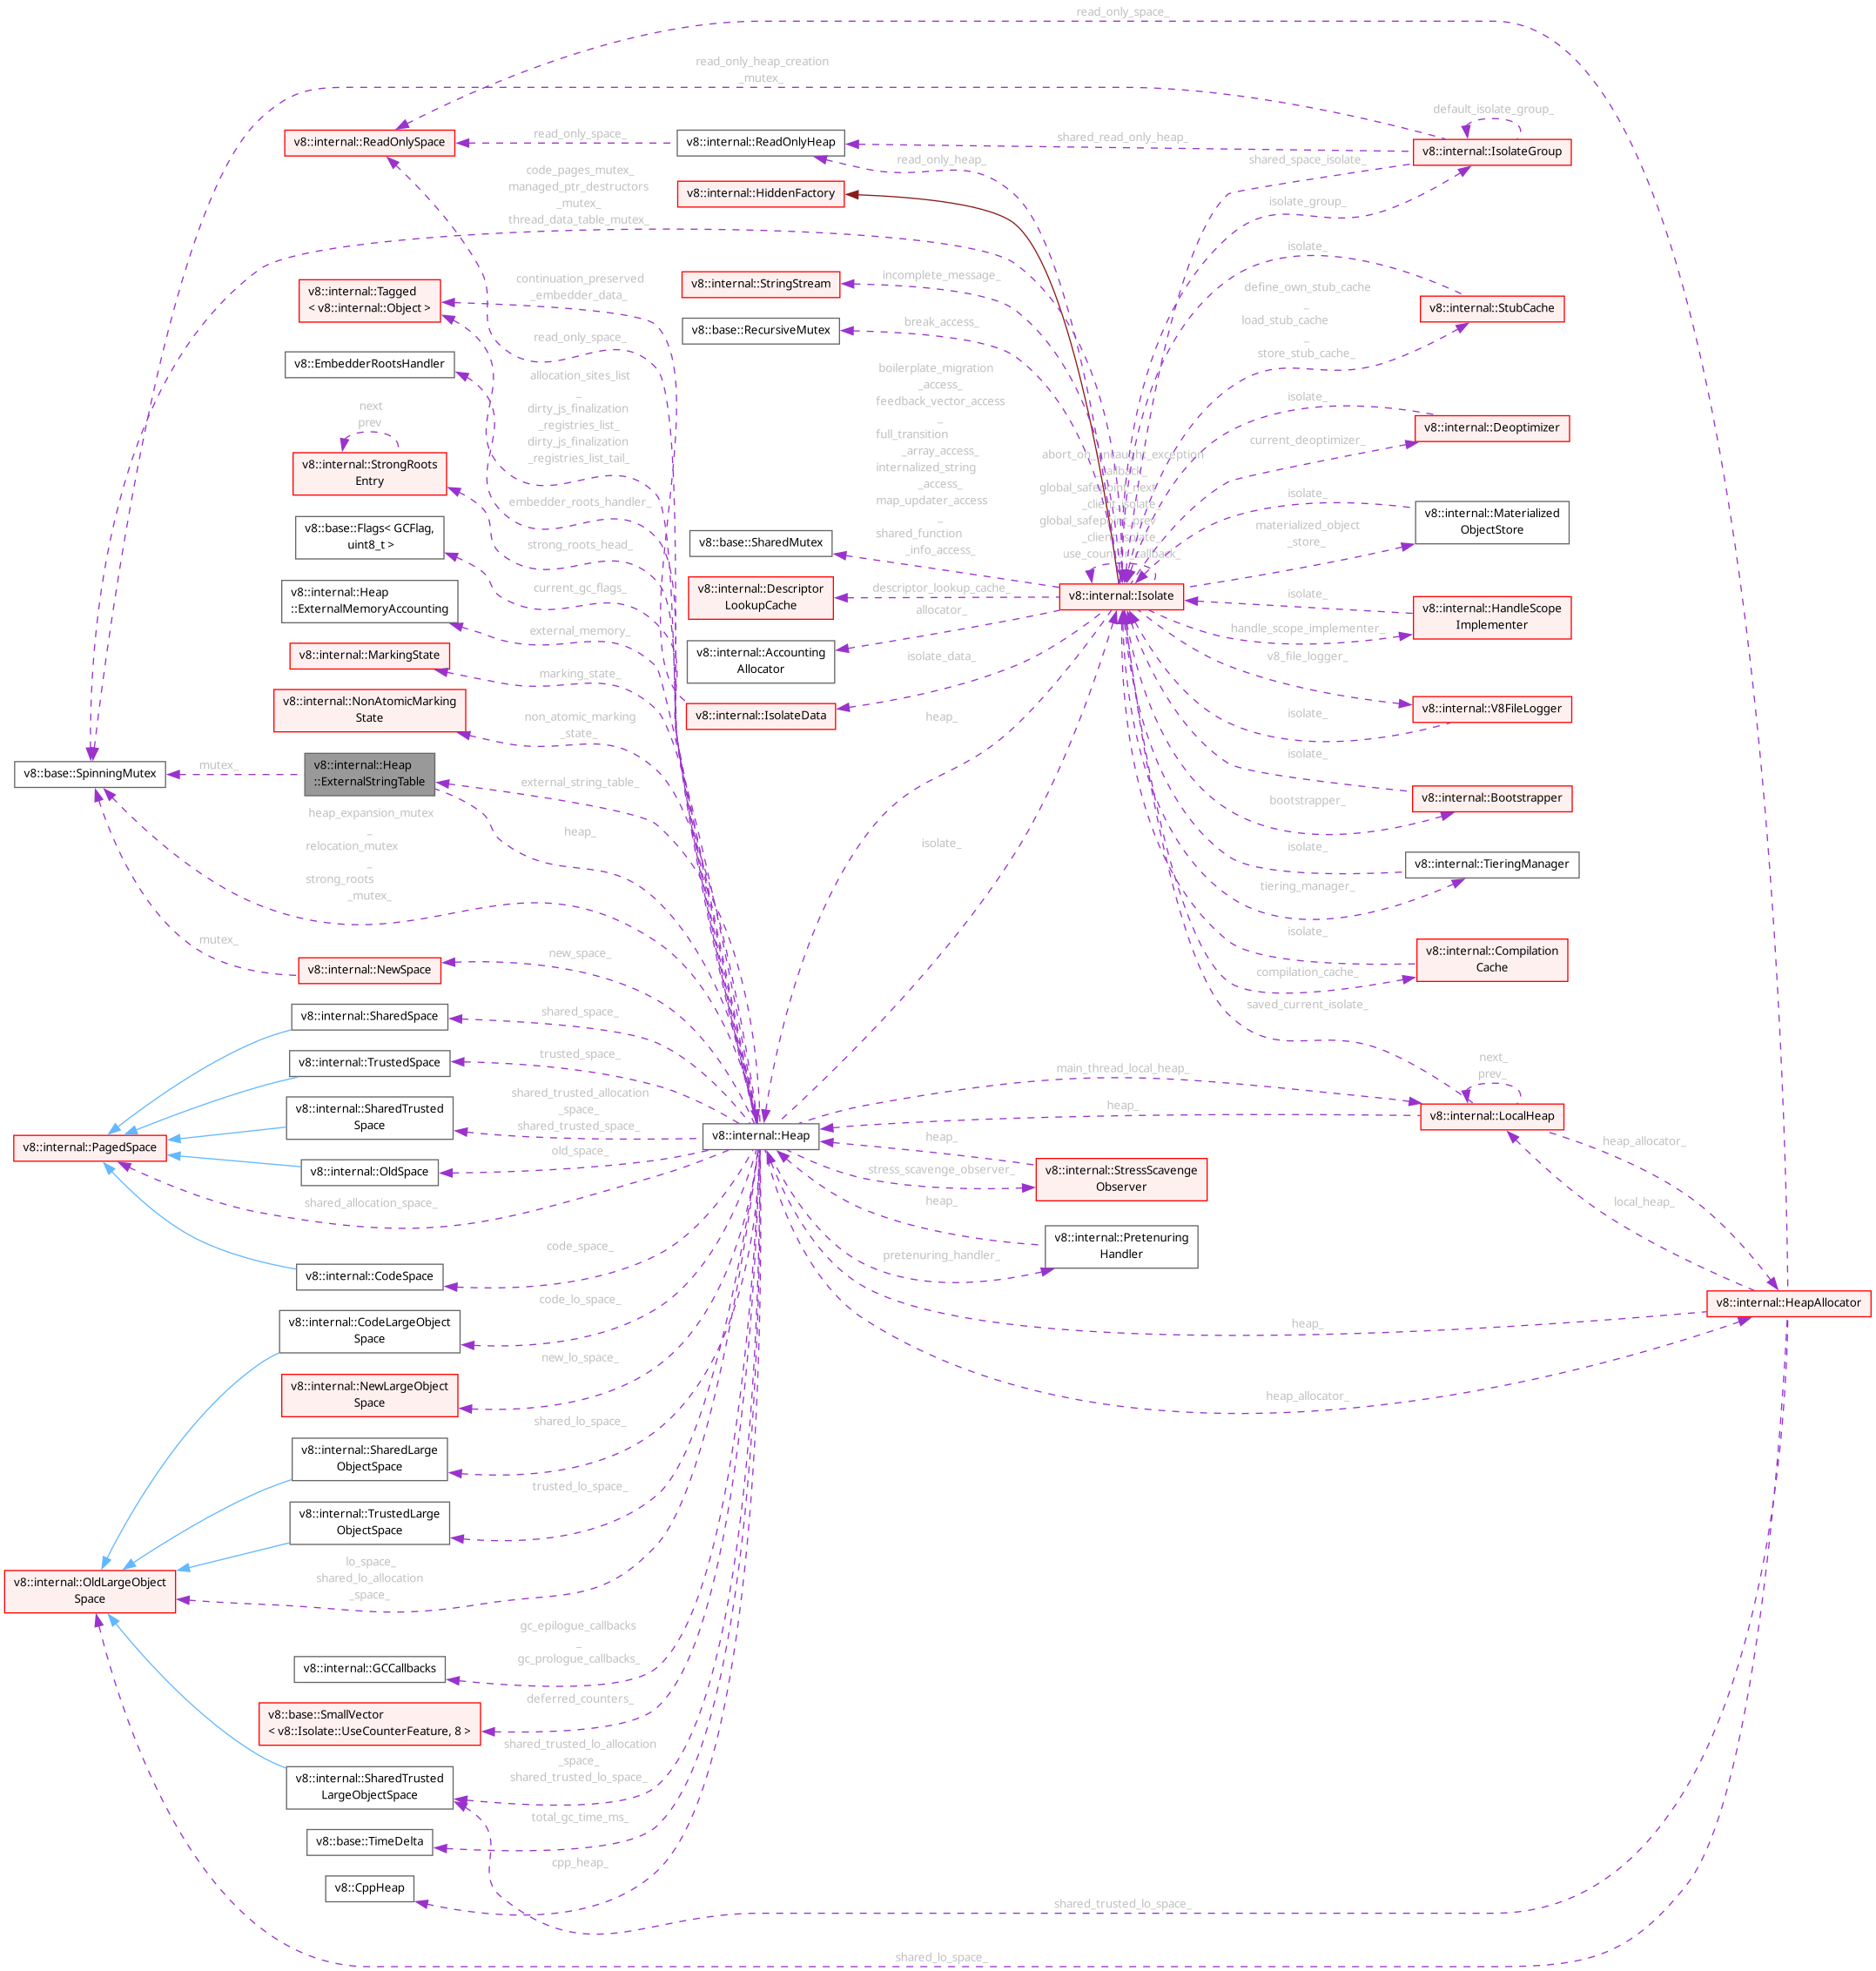 read_only_space_
read_only_heap_creation
_mutex_
default_isolate_group_
v8::internal::ReadOnlySpace
read_only_space_
v8::internal::ReadOnlyHeap
shared_read_only_heap_
v8::internal::IsolateGroup
read_only_heap_
shared_space_isolate_
code_pages_mutex_
managed_ptr_destructors
_mutex_
thread_data_table_mutex_
v8::internal::HiddenFactory
isolate_group_
isolate_
continuation_preserved
_embedder_data_
v8::internal::Tagged
< v8::internal::Object >
v8::internal::StringStream
incomplete_message_
define_own_stub_cache
_
load_stub_cache
_
store_stub_cache_
v8::internal::StubCache
v8::base::RecursiveMutex
break_access_
read_only_space_
v8::EmbedderRootsHandler
allocation_sites_list
_
dirty_js_finalization
_registries_list_
dirty_js_finalization
_registries_list_tail_
boilerplate_migration
_access_
feedback_vector_access
_
full_transition
_array_access_
internalized_string
_access_
map_updater_access
_
shared_function
_info_access_
isolate_
v8::internal::Deoptimizer
current_deoptimizer_
next
prev
v8::internal::StrongRoots
Entry
embedder_roots_handler_
global_safepoint_next
_client_isolate_
global_safepoint_prev
_client_isolate_
isolate_
v8::internal::Materialized
ObjectStore
materialized_object
_store_
v8::base::Flags< GCFlag,
uint8_t >
strong_roots_head_
v8::base::SharedMutex
v8::internal::Heap
::ExternalMemoryAccounting
current_gc_flags_
v8::internal::Descriptor
LookupCache
descriptor_lookup_cache_
v8::internal::Isolate
isolate_
v8::internal::HandleScope
Implementer
handle_scope_implementer_
external_memory_
allocator_
v8::internal::MarkingState
v8::internal::Accounting
Allocator
isolate_data_
v8_file_logger_
marking_state_
v8::internal::NonAtomicMarking
State
non_atomic_marking
_state_
v8::internal::IsolateData
heap_
isolate_
v8::internal::V8FileLogger
v8::base::SpinningMutex
mutex_
v8::internal::Heap
::ExternalStringTable
external_string_table_
isolate_
v8::internal::Bootstrapper
bootstrapper_
heap_expansion_mutex
_
relocation_mutex
_
strong_roots
_mutex_
heap_
isolate_
isolate_
v8::internal::TieringManager
tiering_manager_
mutex_
v8::internal::NewSpace
new_space_
isolate_
v8::internal::Compilation
Cache
compilation_cache_
v8::internal::SharedSpace
shared_space_
saved_current_isolate_
v8::internal::TrustedSpace
trusted_space_
main_thread_local_heap_
next_
prev_
v8::internal::SharedTrusted
Space
shared_trusted_allocation
_space_
shared_trusted_space_
v8::internal::Heap
heap_
v8::internal::LocalHeap
v8::internal::PagedSpace
v8::internal::OldSpace
old_space_
heap_
heap_allocator_
stress_scavenge_observer_
v8::internal::StressScavenge
Observer
shared_allocation_space_
heap_
local_heap_
v8::internal::CodeSpace
code_space_
pretenuring_handler_
v8::internal::Pretenuring
Handler
v8::internal::CodeLargeObject
Space
code_lo_space_
heap_
v8::internal::HeapAllocator
v8::internal::NewLargeObject
Space
new_lo_space_
heap_allocator_
v8::internal::SharedLarge
ObjectSpace
shared_lo_space_
v8::internal::TrustedLarge
ObjectSpace
trusted_lo_space_
v8::internal::OldLargeObject
Space
lo_space_
shared_lo_allocation
_space_
v8::internal::GCCallbacks
gc_epilogue_callbacks
_
gc_prologue_callbacks_
v8::base::SmallVector
< v8::Isolate::UseCounterFeature, 8 >
deferred_counters_
v8::internal::SharedTrusted
LargeObjectSpace
shared_trusted_lo_allocation
_space_
shared_trusted_lo_space_
v8::base::TimeDelta
total_gc_time_ms_
v8::CppHeap
cpp_heap_
shared_trusted_lo_space_
shared_lo_space_